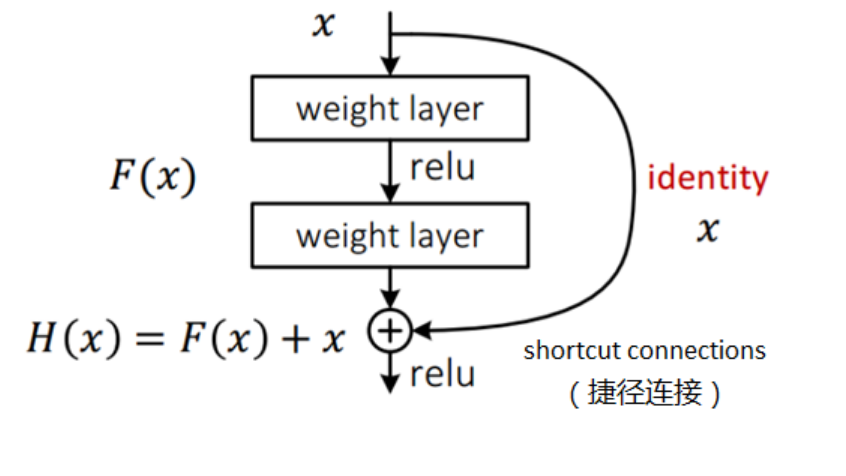 x
weight layer
F(x)
relu
identity
x
weight layer
H(x) = F(x) + x
+
shortcut connections
(捷径连接)
relu